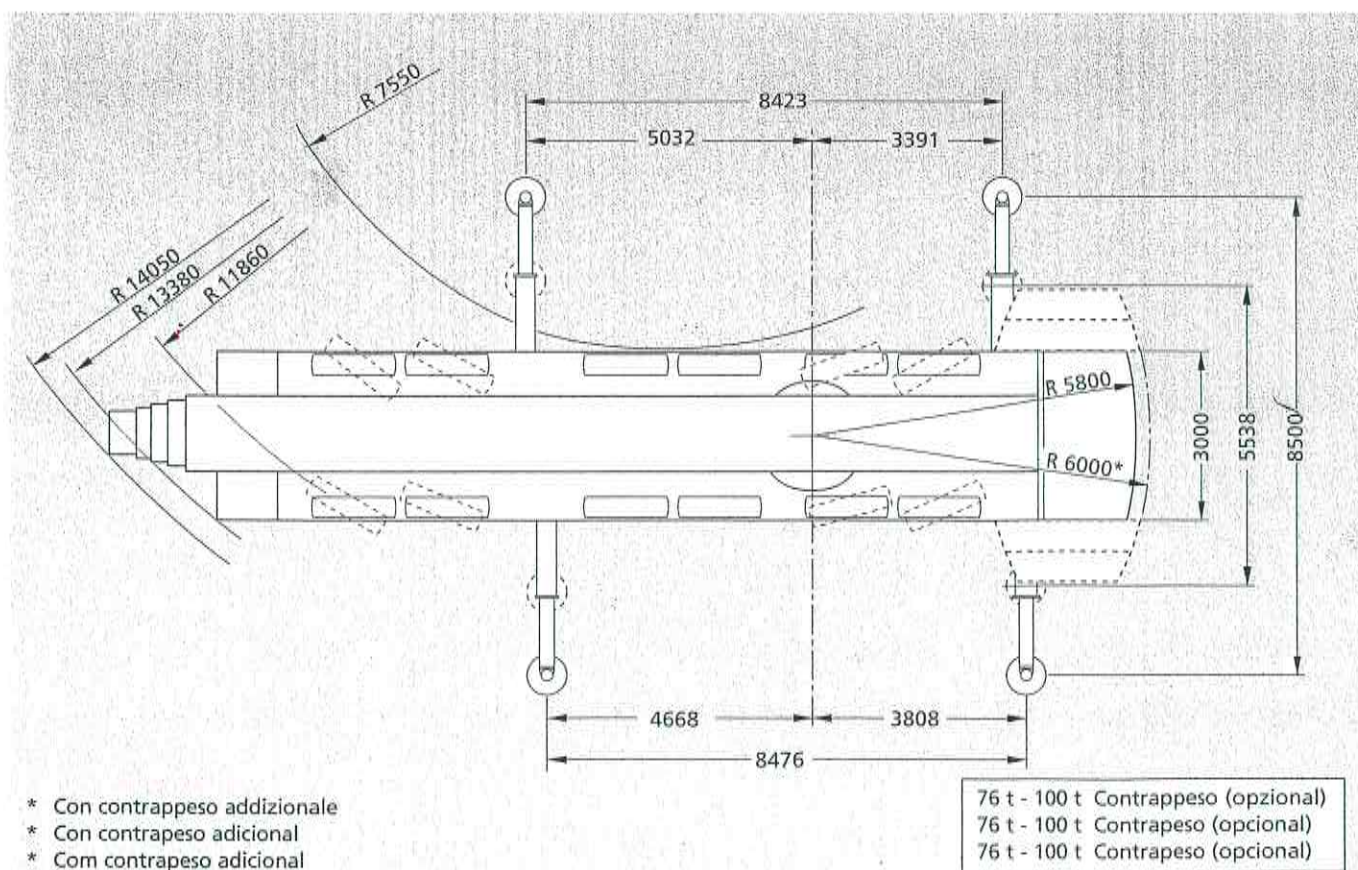 R 7550
8423
5032
3391
R 14050
R 13380
R 11860
R 5800
R 6000*
3000
5538
8500
4668
3808
8476
* Con contrappeso addizionale
* Con contrapeso adicional
* Com contrapeso adicional
76 t - 100 t Contrappeso (opzional)
76 t - 100 t Contrapeso (opcional)
76 t - 100 t Contrapeso (opcional)